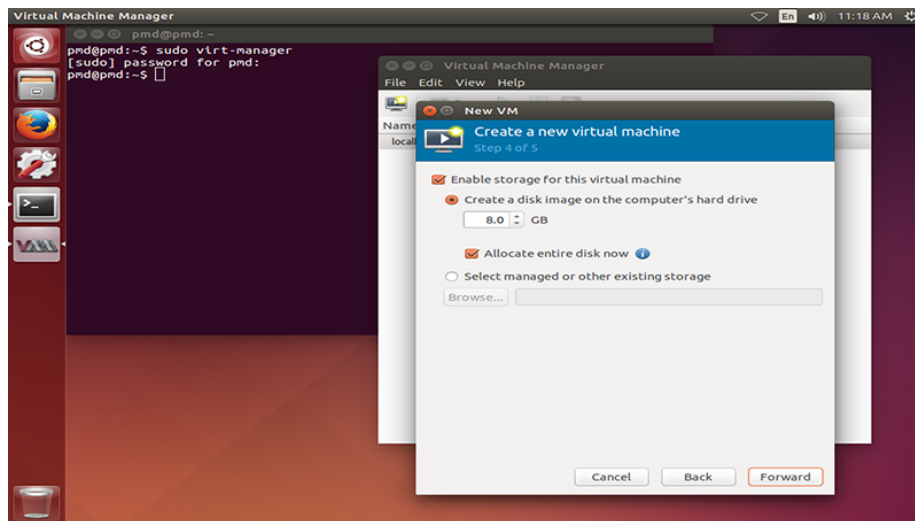 Virtual Machine Manager
En
11:18 AM
pmd@pmd: ~
pmd@pmd:~$ sudo virt-manager
[sudo] password for pmd:
pmd@pmd:~$
Virtual Machine Manager
File Edit View Help
Name
local
New VM
Create a new virtual machine
Step 4 of 5
Enable storage for this virtual machine
Create a disk image on the computer's hard drive
8.0 GB
Allocate entire disk now
Select managed or other existing storage
Browse...
Cancel Back Forward